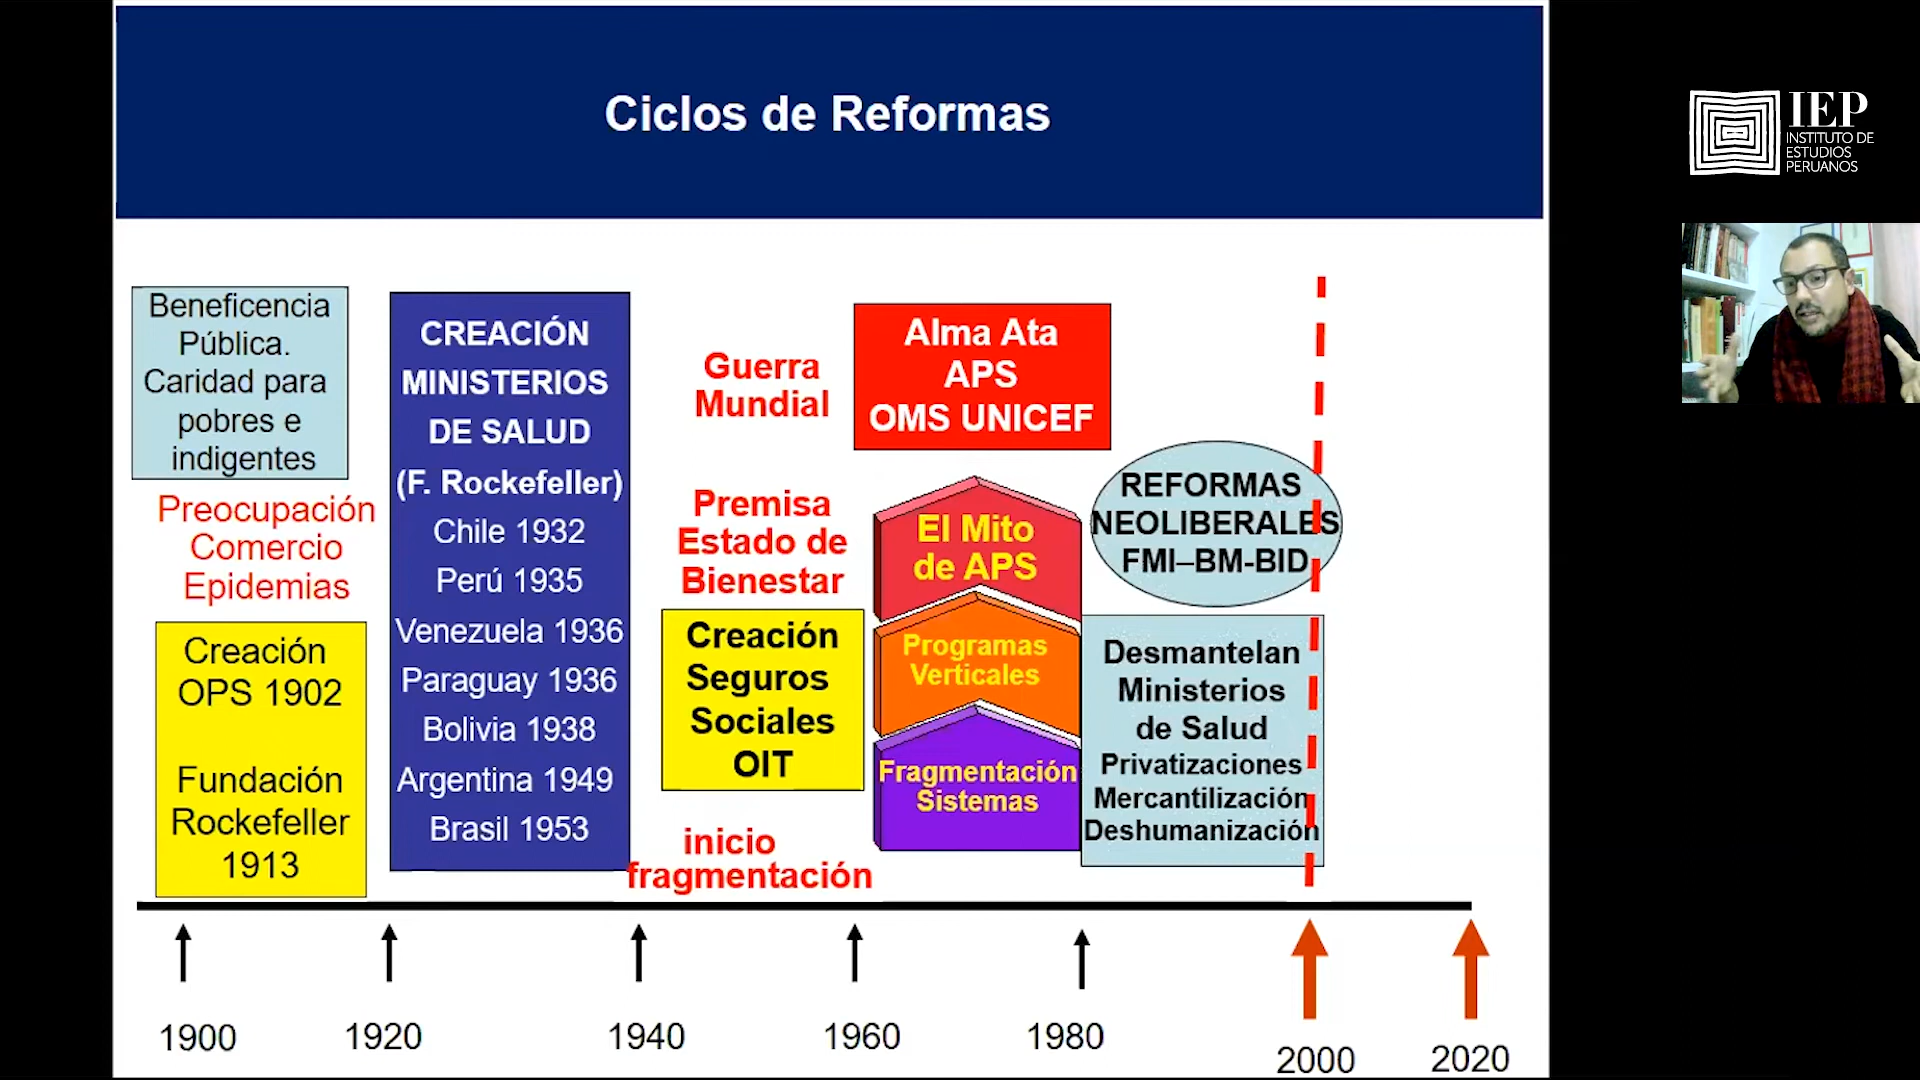 Ciclos de Reformas
IEP
INSTITUTO DE
ESTUDIOS
PERUANOS
Beneficencia
Pública.
Caridad para
pobres e
indigentes
Preocupación
Comercio
Epidemias
Creación
OPS 1902
Fundación
Rockefeller
1913
CREACIÓN
MINISTERIOS
DE SALUD
(F. Rockefeller)
Chile 1932
Perú 1935
Venezuela 1936
Paraguay 1936
Bolivia 1938
Argentina 1949
Brasil 1953
Guerra
Mundial
Premisa
Estado de
Bienestar
Creación
Seguros
Sociales
OIT
inicio
fragmentación
Alma Ata
APS
OMS UNICEF
El Mito
de APS
Programas
Verticales
Fragmentación
Sistemas
REFORMAS
NEOLIBERALES
FMI–BM-BID
Desmantelan
Ministerios
de Salud
Privatizaciones
Mercantilización
Deshumanización
1900
1920
1940
1960
1980
2000
2020